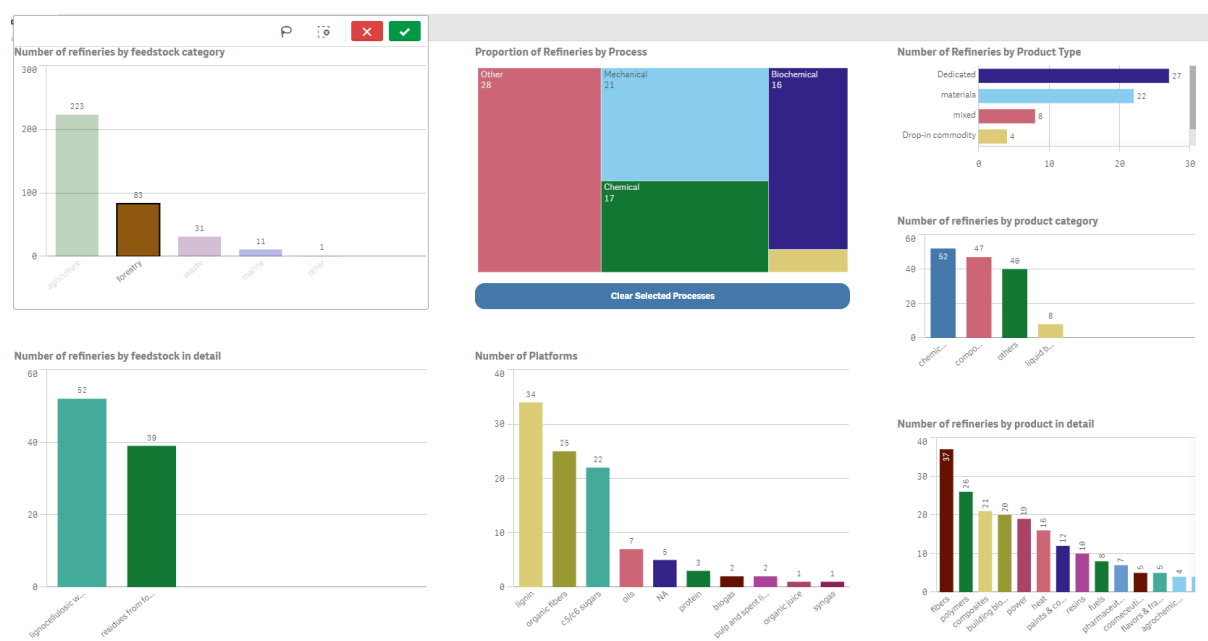 Number of refineries by feedstock category
300
200
100
0
223
83
31
11
1
agriculture
forestry
waste
marine
other
Proportion of Refineries by Process
Other
28
Mechanical
21
Chemical
17
Biochemical
16
Clear Selected Processes
Number of Refineries by Product Type
Dedicated
materials
mixed
Drop-in commodity
27
22
8
4
0
10
20
30
Number of refineries by product category
60
40
20
0
52
47
40
8
chemic...
compo...
others
liquid b...
Number of refineries by feedstock in detail
60
40
20
0
52
39
lignocellulosic w...
residues from fo...
Number of Platforms
40
30
20
10
0
34
25
22
7
5
3
2
2
1
1
lignin
organic fibers
c5/c6 sugars
oils
NA
protein
biogas
pulp and spent li...
organic juice
syngas
Number of refineries by product in detail
40
30
20
10
0
37
26
21
20
19
16
12
10
8
7
5
5
4
fibers
polymers
composites
building blo...
power
heat
paints & co...
resins
fuels
pharmaceut...
cosmeceuti...
flavors & fra...
agrochemic...